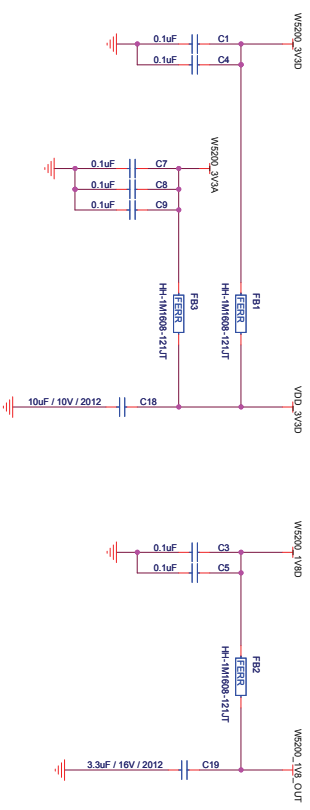 W5200_3V3D
0.1uF
C1
0.1uF
C4
W5200_3V3A
0.1uF
C7
0.1uF
C8
0.1uF
C9
FB1
FERR
HH-1M1608-121JT
FB3
FERR
HH-1M1608-121JT
VDD_3V3D
10uF / 10V / 2012
C18
W5200_1V8D
0.1uF
C3
0.1uF
C5
FB2
FERR
HH-1M1608-121JT
W5200_1V8_OUT
3.3uF / 16V / 2012
C19